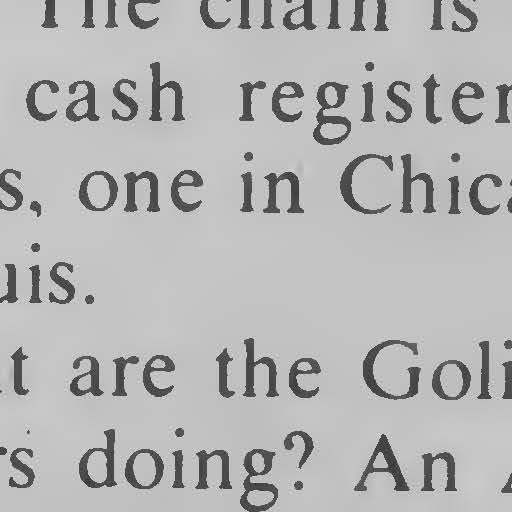 The chain is
cash register
s, one in Chica
uis.
t are the Goli
rs doing? An